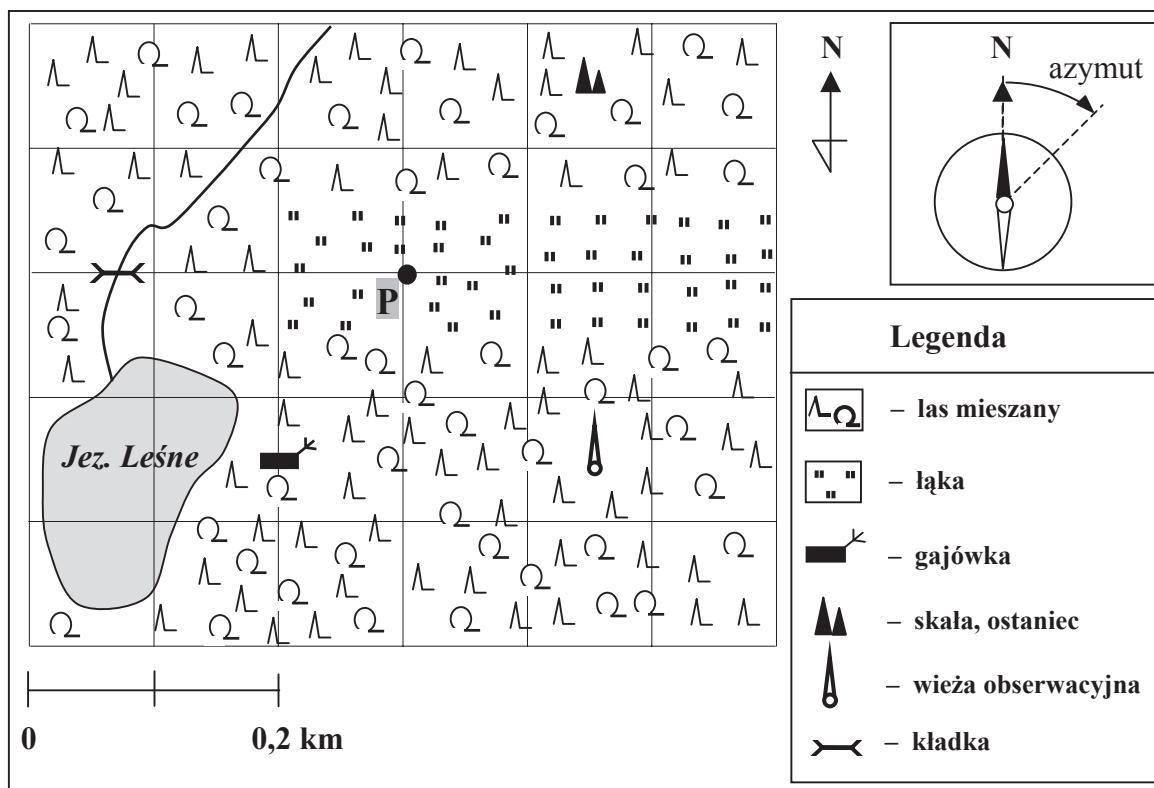 N
N
azymut
P
Jez. Leśne
0
0,2 km
Legenda
– las mieszany
– łąka
– gajówka
– skała, ostaniec
– wieża obserwacyjna
– kładka